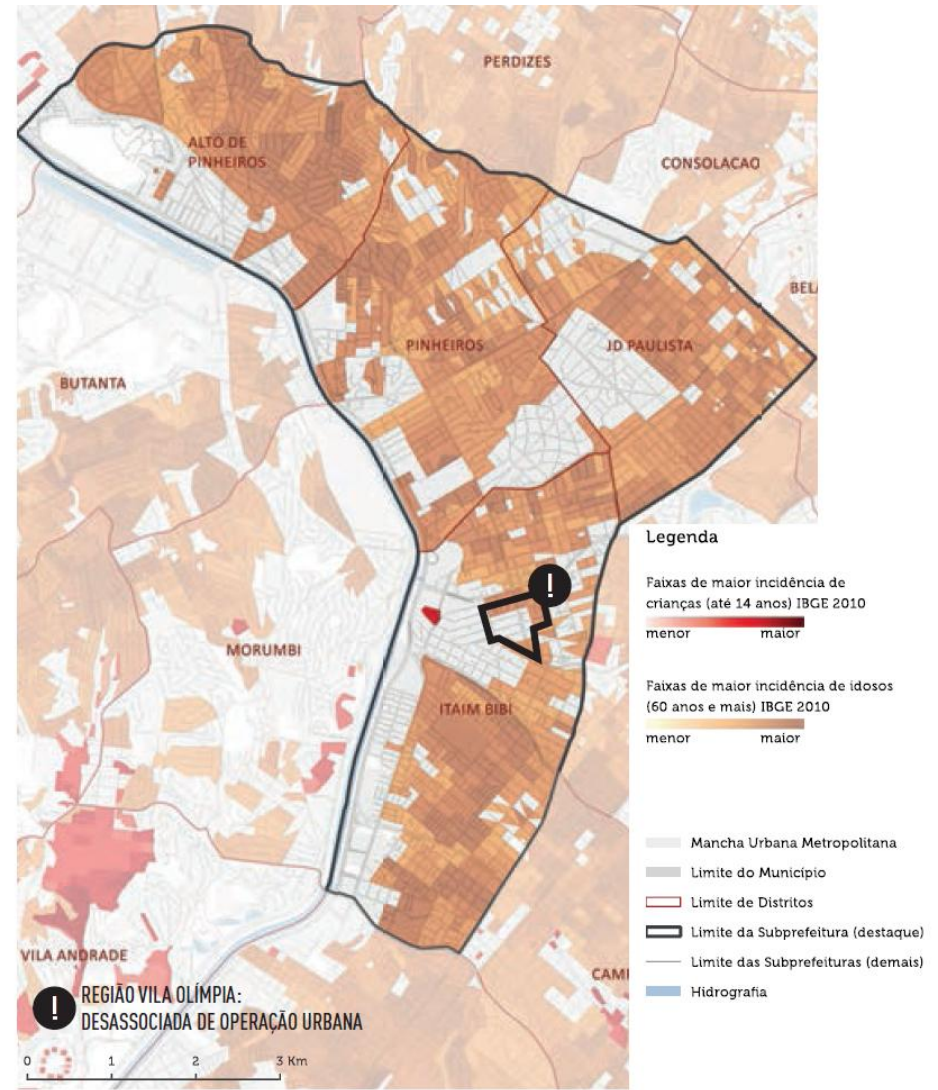 PERDIZES
ALTO DE
PINHEIROS
CONSOLACAO
BELA
PINHEIROS
JD PAULISTA
BUTANTA
!
MORUMBI
ITAIM BIBI
VILA ANDRADE
CAMP
!
REGIÃO VILA OLÍMPIA:
DESASSOCIADA DE OPERAÇÃO URBANA
0 1 2 3 Km
Legenda
Faixas de maior incidência de
crianças (até 14 anos) IBGE 2010
menor maior
Faixas de maior incidência de idosos
(60 anos e mais) IBGE 2010
menor maior
Mancha Urbana Metropolitana
Limite do Município
Limite de Distritos
Limite da Subprefeitura (destaque)
Limite das Subprefeituras (demais)
Hidrografia